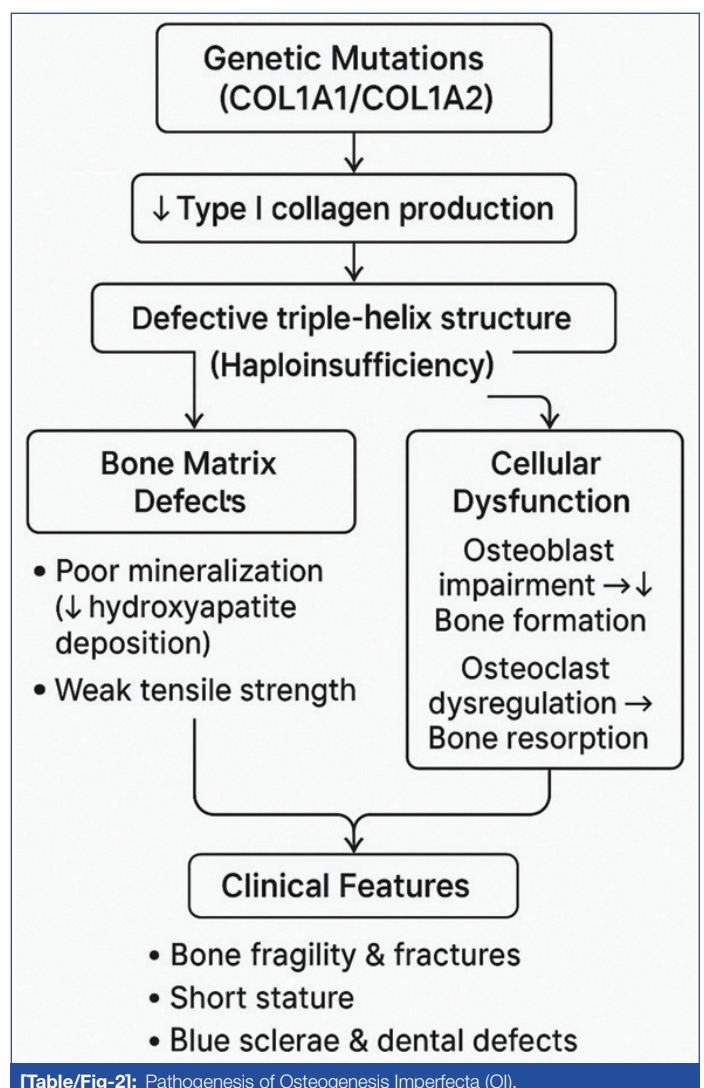 Genetic Mutations
(COL1A1/COL1A2)
↓ Type I collagen production
Defective triple-helix structure
(Haploinsufficiency)
Bone Matrix
Defects
• Poor mineralization
(↓ hydroxyapatite
deposition)
• Weak tensile strength
Cellular
Dysfunction
Osteoblast
impairment →↓
Bone formation
Osteoclast
dysregulation →
Bone resorption
Clinical Features
• Bone fragility & fractures
• Short stature
• Blue sclerae & dental defects
[Table/Fig-2]: Pathogenesis of Osteogenesis Imperfecta (OI).